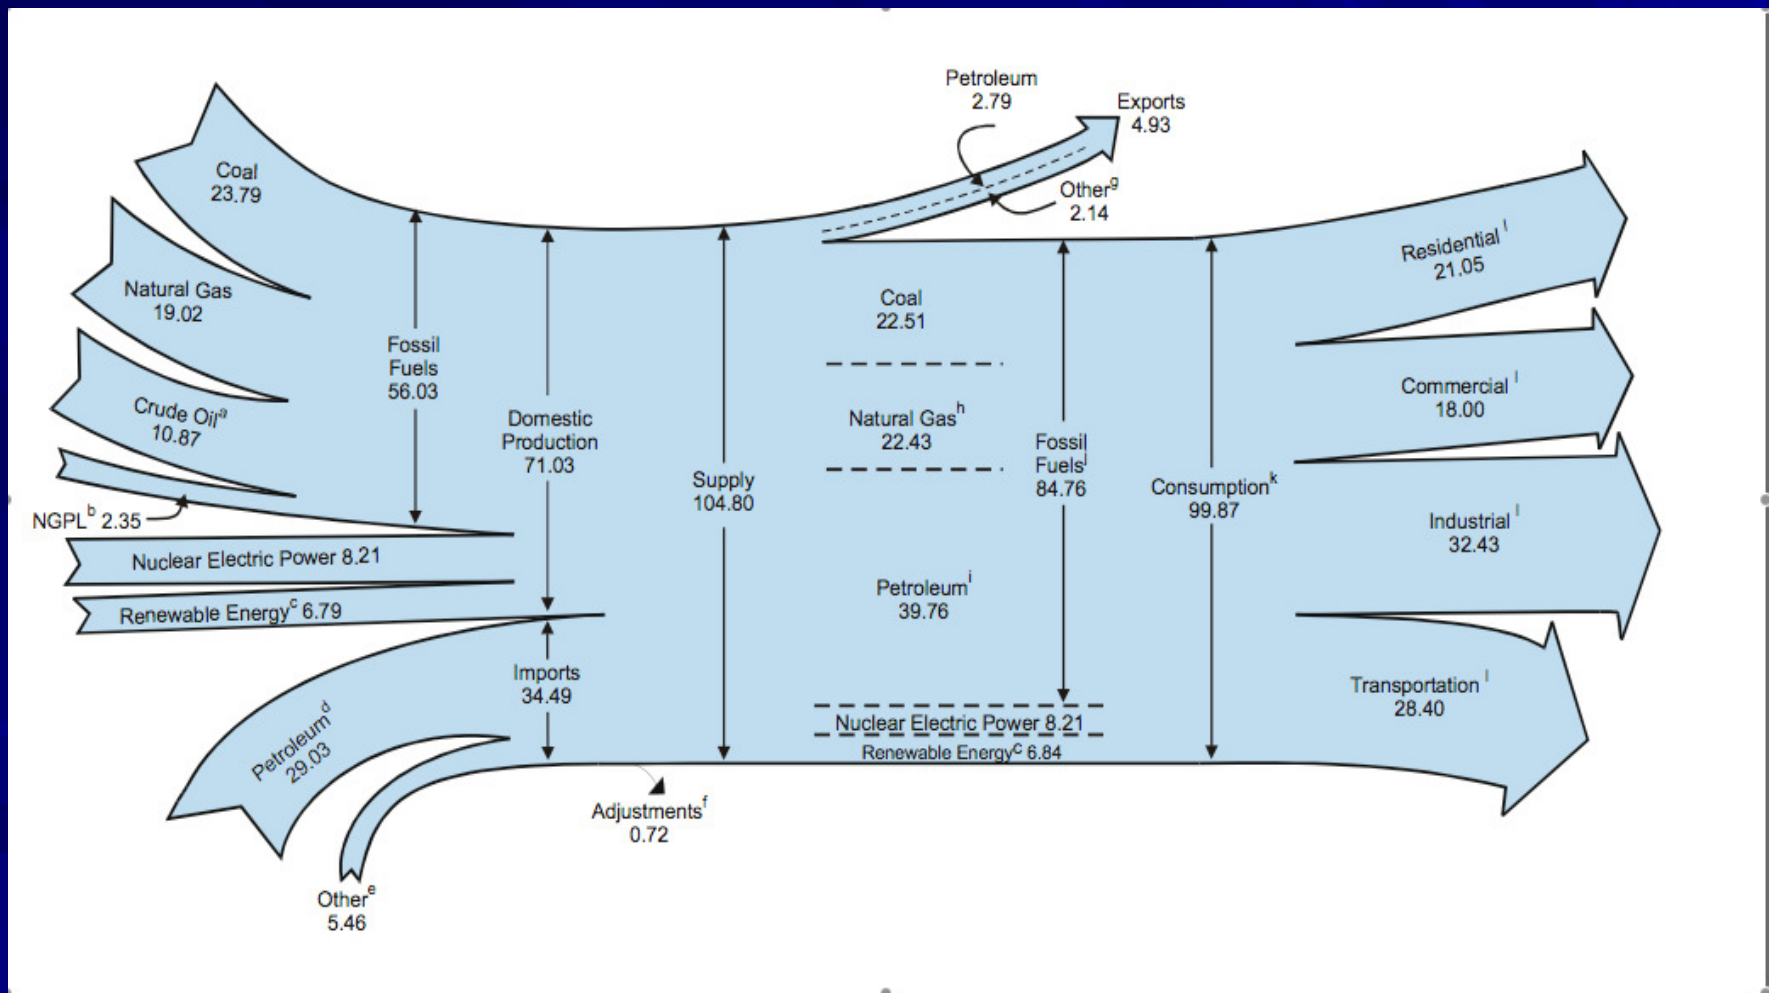 Petroleum
2.79
Exports
4.93
Coal
23.79
Other^g
2.14
Residential^l
21.05
Natural Gas
19.02
Coal
22.51
Fossil
Fuels
56.03
Commercial^l
18.00
Crude Oil^a
10.87
Domestic
Production
71.03
Natural Gas^h
22.43
Fossil
Fuels^j
84.76
Supply
104.80
Consumption^k
99.87
NGPL^b 2.35
Industrial^l
32.43
Nuclear Electric Power 8.21
Petroleum^i
39.76
Renewable Energy^c 6.79
Imports
34.49
Transportation^l
28.40
Petroleum^d
29.03
Nuclear Electric Power 8.21
Renewable Energy^c 6.84
Adjustments^f
0.72
Other^e
5.46